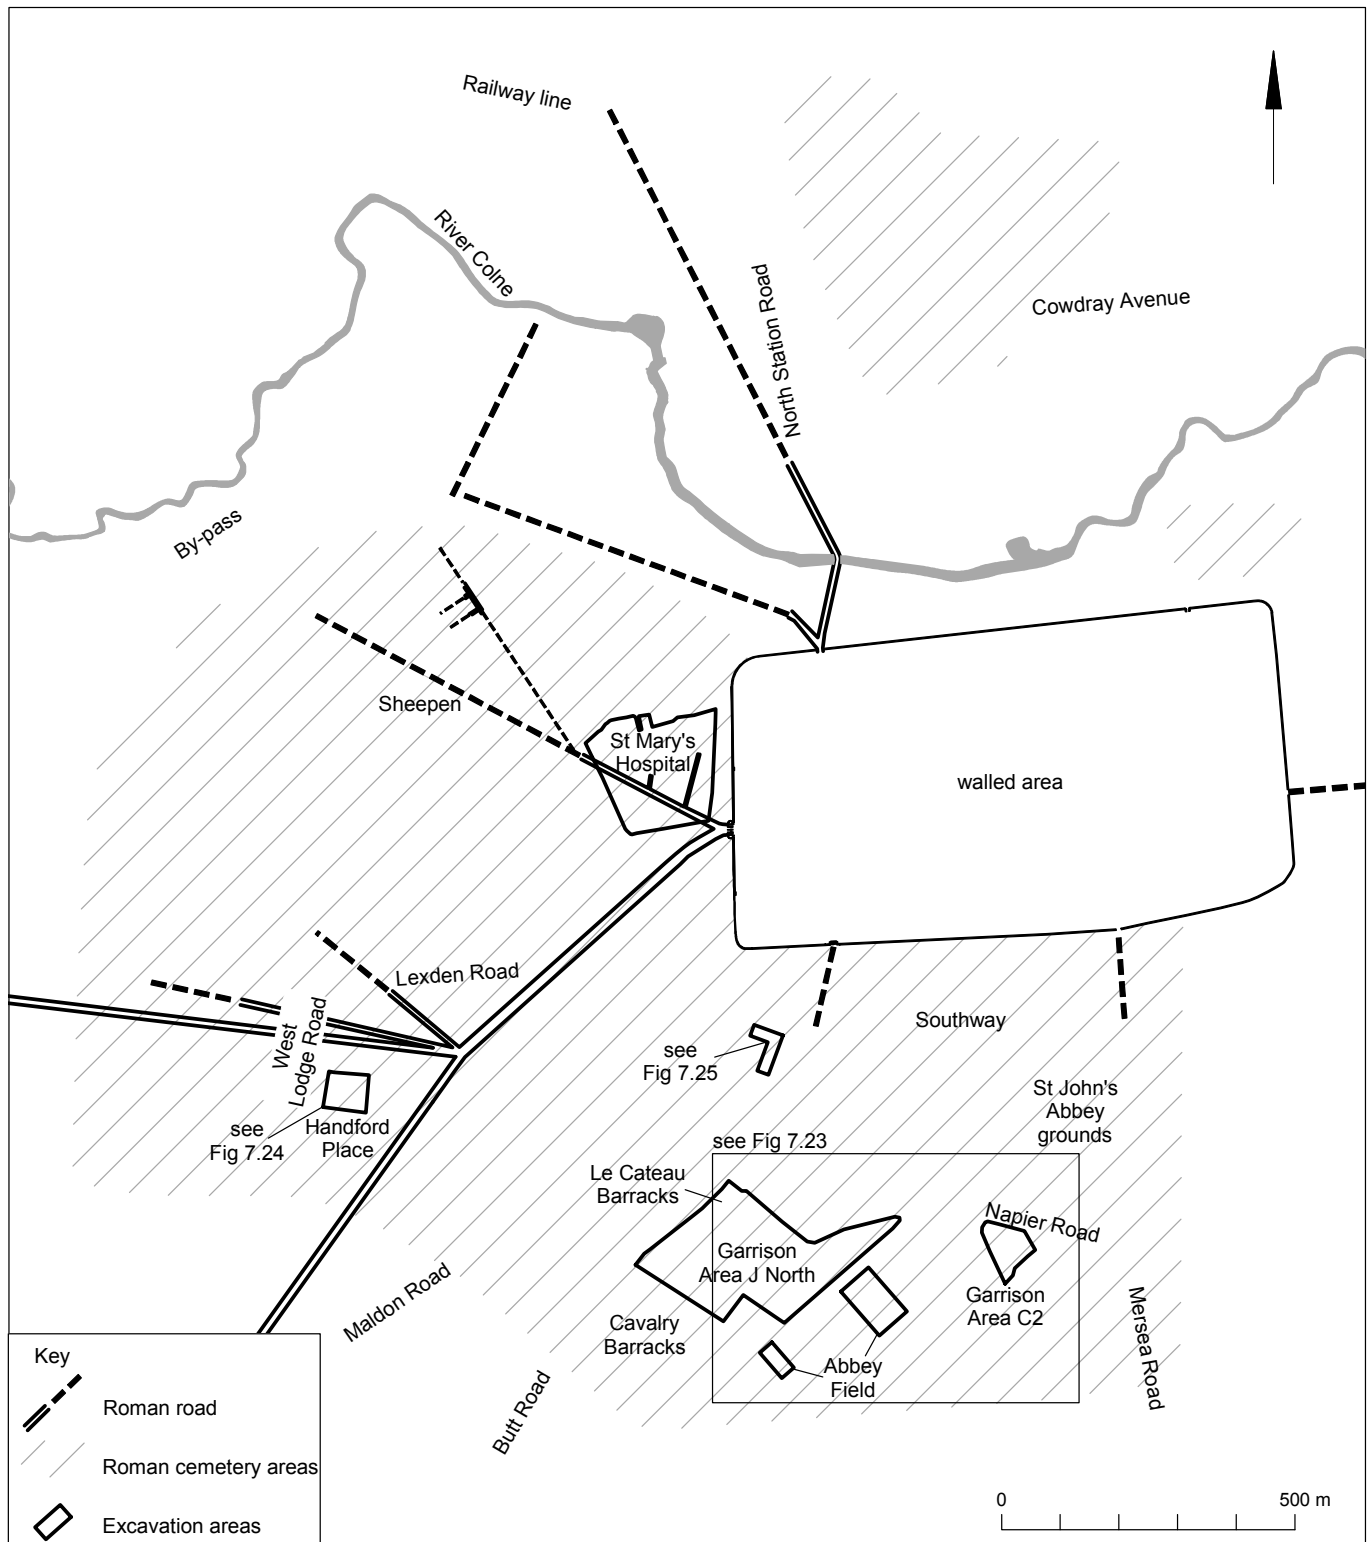 Railway line
River Colne
North Station Road
Cowdray Avenue
By-pass
Sheepen
St Mary's
Hospital
walled area
Lexden Road
West
Lodge Road
Southway
see
Fig 7.25
St John's
Abbey
grounds
see
Fig 7.24
Handford
Place
see Fig 7.23
Le Cateau
Barracks
Napier Road
Garrison
Area J North
Garrison
Area C2
Maldon Road
Cavalry
Barracks
Mersea Road
Abbey
Field
Butt Road
Key
Roman road
Roman cemetery areas
Excavation areas
0
500 m